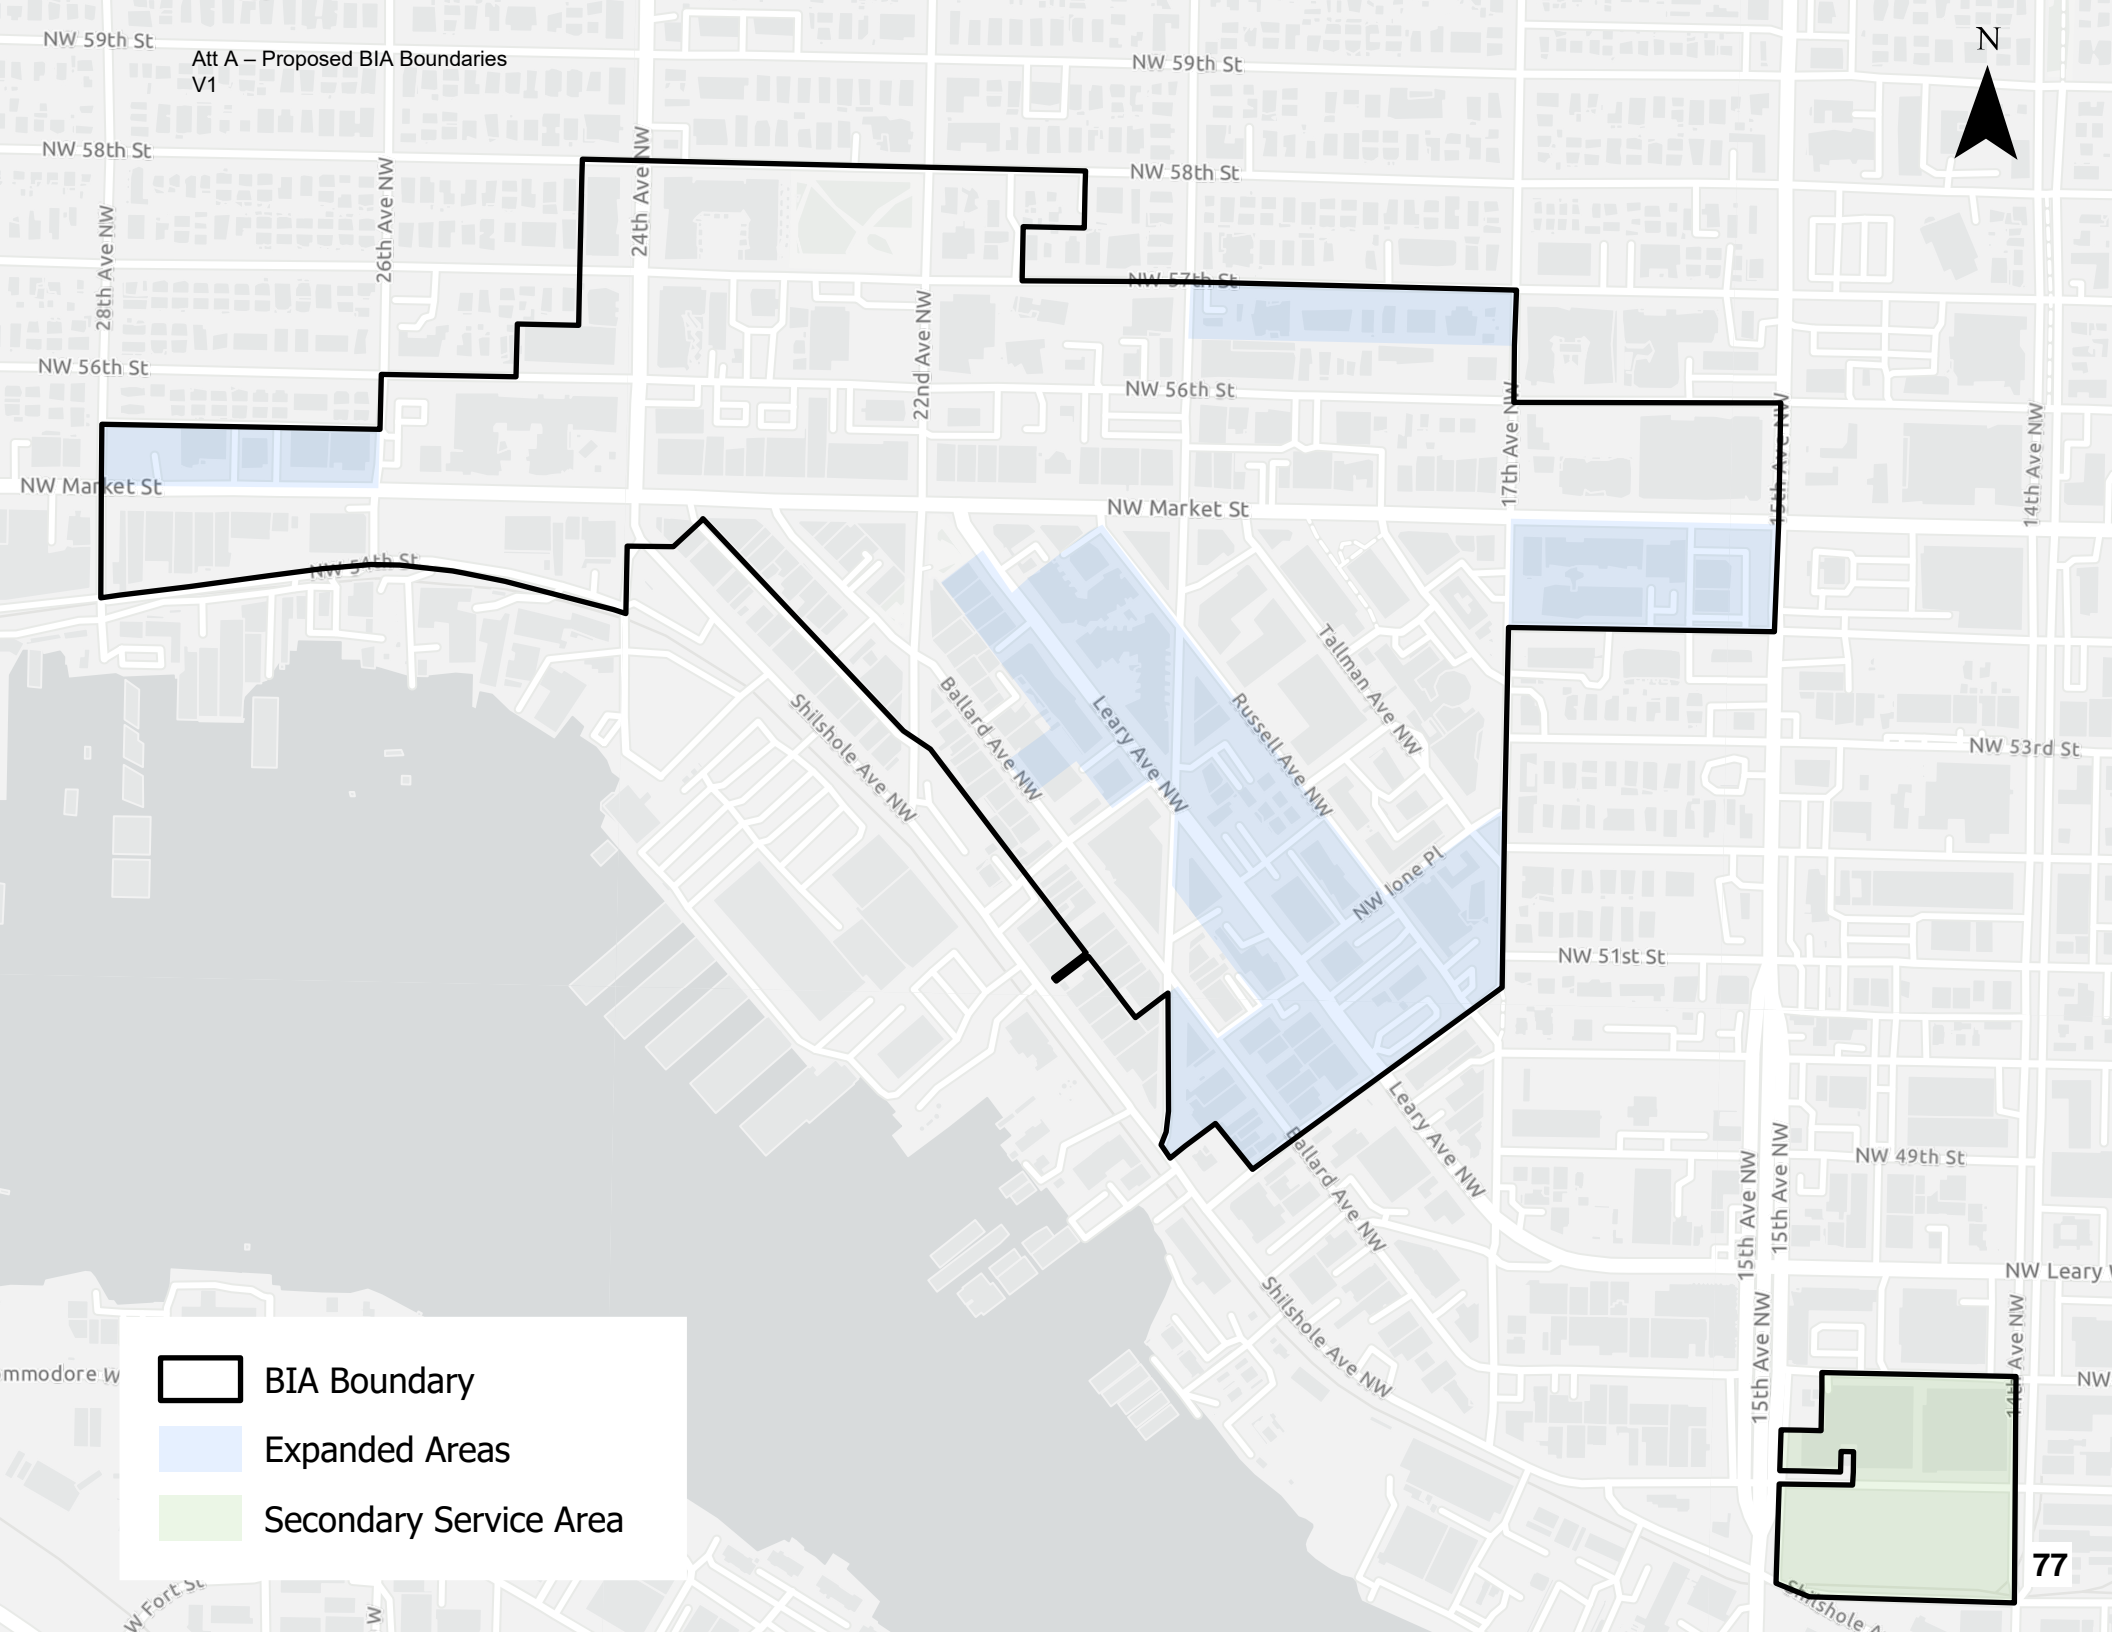 NW 59th St
Att A – Proposed BIA Boundaries
V1
NW 59th St
N
NW 58th St
NW 58th St
24th Ave NW
26th Ave NW
28th Ave NW
NW 57th St
22nd Ave NW
NW 56th St
NW 56th St
17th Ave NW
15th Ave NW
14th Ave NW
NW Market St
NW Market St
NW 54th St
Tallman Ave NW
Ballard Ave NW
Shilshole Ave NW
Leary Ave NW
Russell Ave NW
NW 53rd St
NW Ione Pl
NW 51st St
Leary Ave NW
Ballard Ave NW
NW 49th St
15th Ave NW
15th Ave NW
NW Leary
Shilshole Ave NW
15th Ave NW
14th Ave NW
mmodore W
NW
BIA Boundary
Expanded Areas
Secondary Service Area
77
Shilshole A
W Fort St
W